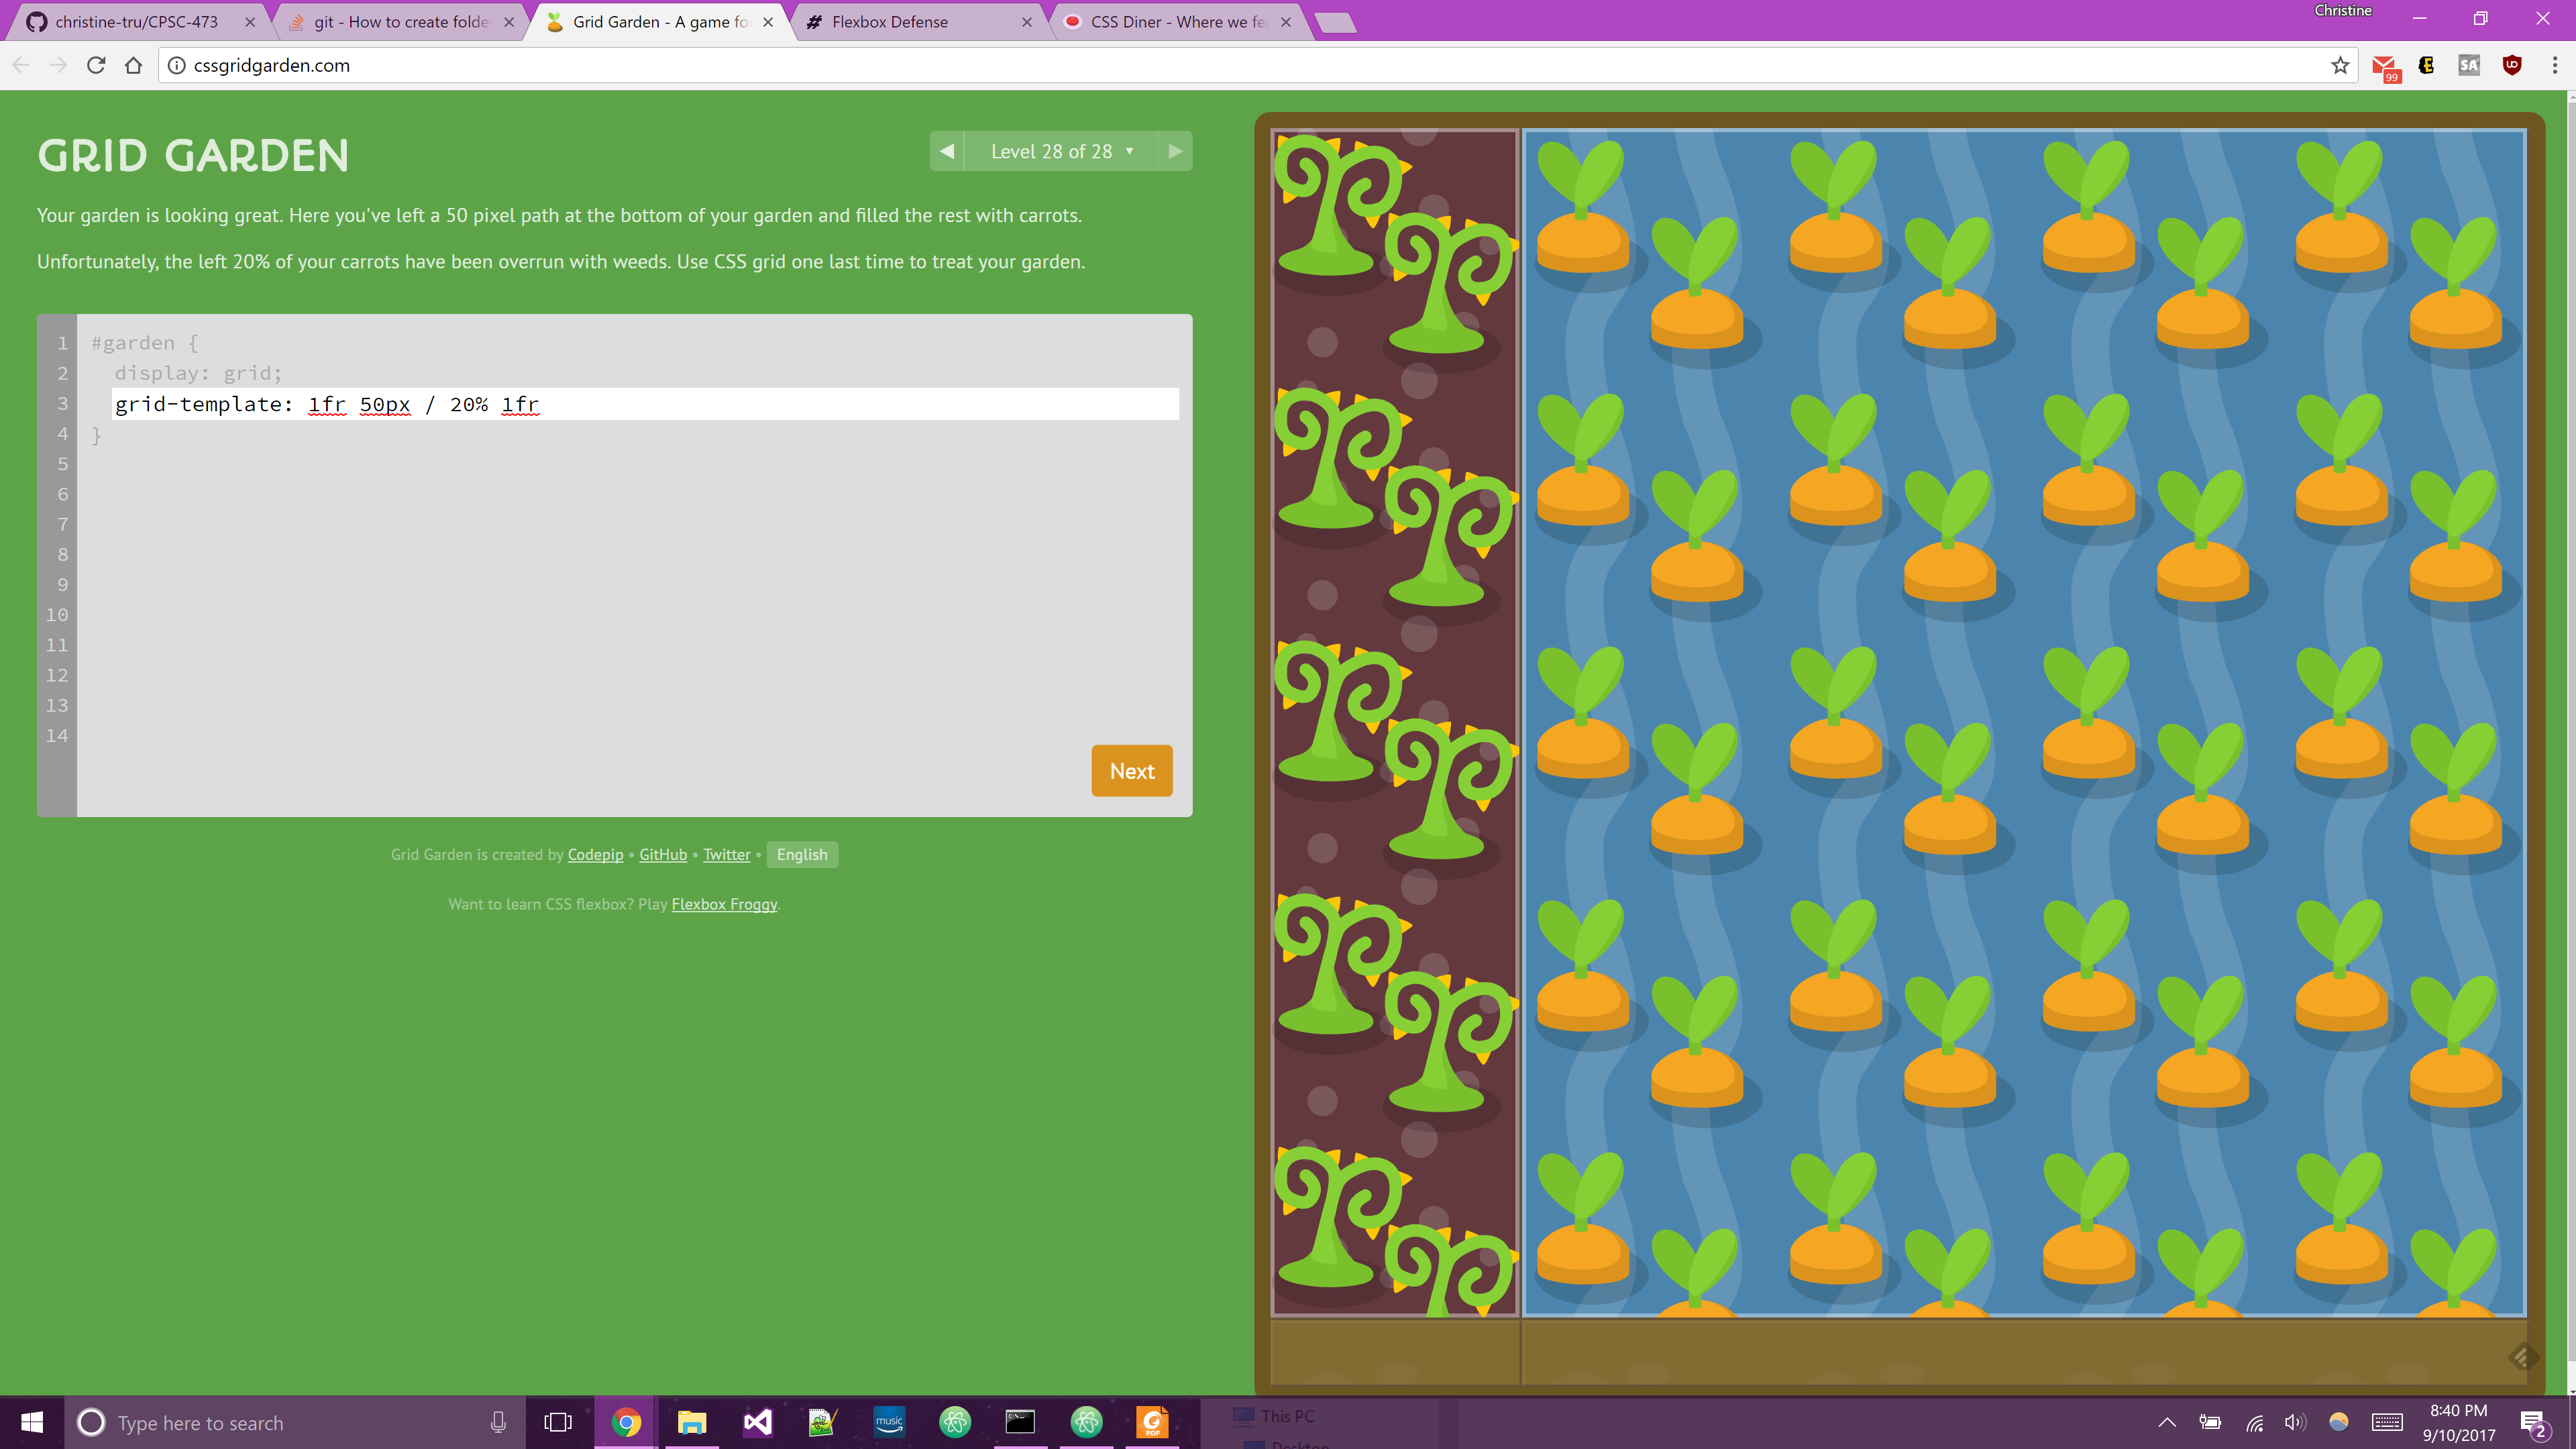 Christine
christine-tru/CPSC-473
git - How to create folde
Grid Garden - A game fo
Flexbox Defense
CSS Diner - Where we fe
cssgridgarden.com
99
SA
GRID GARDEN
Level 28 of 28
Your garden is looking great. Here you've left a 50 pixel path at the bottom of your garden and filled the rest with carrots.
Unfortunately, the left 20% of your carrots have been overrun with weeds. Use CSS grid one last time to treat your garden.
1 #garden {
2 display: grid;
3 grid-template: 1fr 50px / 20% 1fr
4 }
5
6
7
8
9
10
11
12
13
14
Next
Grid Garden is created by Codepip • GitHub • Twitter • English
Want to learn CSS flexbox? Play Flexbox Froggy.
Type here to search
music
PDF
This PC
Desktop
8:40 PM
9/10/2017
2